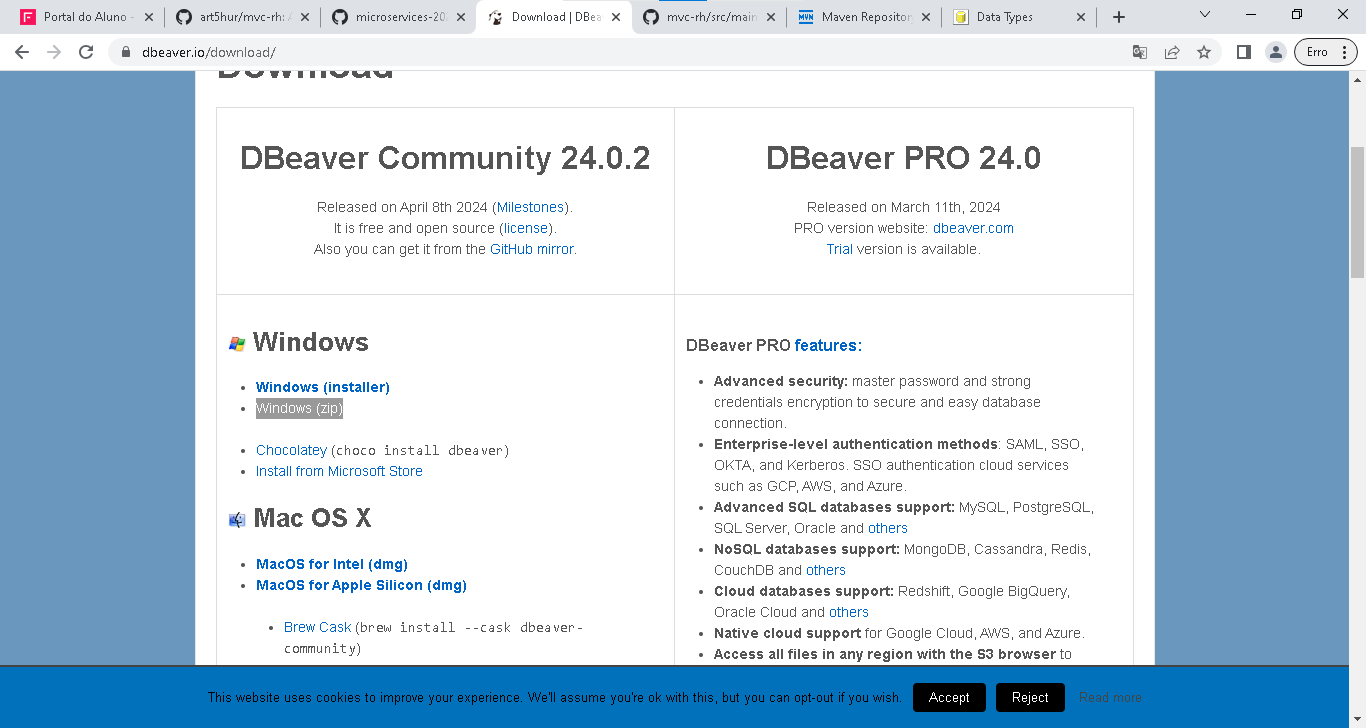 Portal do Aluno -
art5hur/mvc-rh: A
microservices-202
Download | DBea
mvc-rh/src/main
Maven Repository
Data Types
dbeaver.io/download/
Erro
Download
DBeaver Community 24.0.2
Released on April 8th 2024 (Milestones).
It is free and open source (license).
Also you can get it from the GitHub mirror.
DBeaver PRO 24.0
Released on March 11th, 2024
PRO version website: dbeaver.com
Trial version is available.
Windows
Windows (installer)
Windows (zip)
Chocolatey (choco install dbeaver)
Install from Microsoft Store
Mac OS X
MacOS for Intel (dmg)
MacOS for Apple Silicon (dmg)
Brew Cask (brew install --cask dbeaver-
community)
DBeaver PRO features:
Advanced security: master password and strong
credentials encryption to secure and easy database
connection.
Enterprise-level authentication methods: SAML, SSO,
OKTA, and Kerberos. SSO authentication cloud services
such as GCP, AWS, and Azure.
Advanced SQL databases support: MySQL, PostgreSQL,
SQL Server, Oracle and others
NoSQL databases support: MongoDB, Cassandra, Redis,
CouchDB and others
Cloud databases support: Redshift, Google BigQuery,
Oracle Cloud and others
Native cloud support for Google Cloud, AWS, and Azure.
Access all files in any region with the S3 browser to
This website uses cookies to improve your experience. We'll assume you're ok with this, but you can opt-out if you wish.
Accept
Reject
Read more